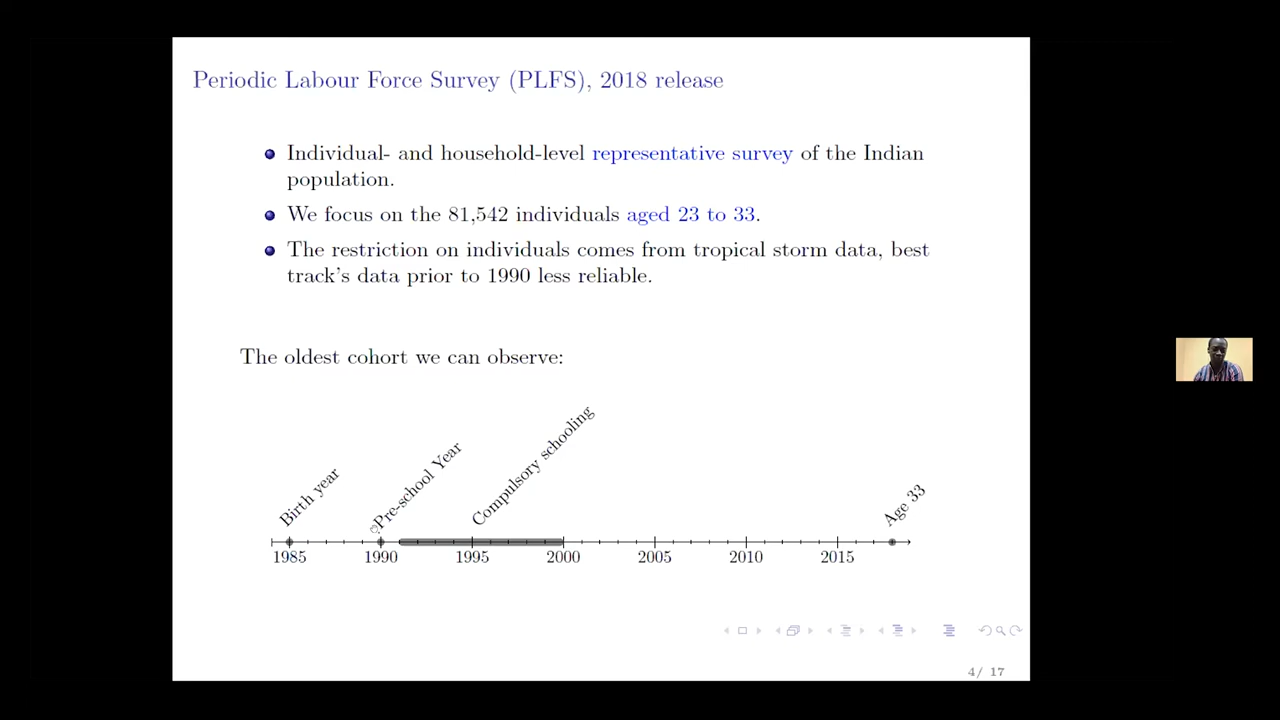 Periodic Labour Force Survey (PLFS), 2018 release
Individual- and household-level representative survey of the Indian
population.
We focus on the 81,542 individuals aged 23 to 33.
The restriction on individuals comes from tropical storm data, best
track's data prior to 1990 less reliable.
The oldest cohort we can observe:
Birth year
Pre-school Year
Compulsory schooling
Age 33
1985 1990 1995 2000 2005 2010 2015
4/ 17